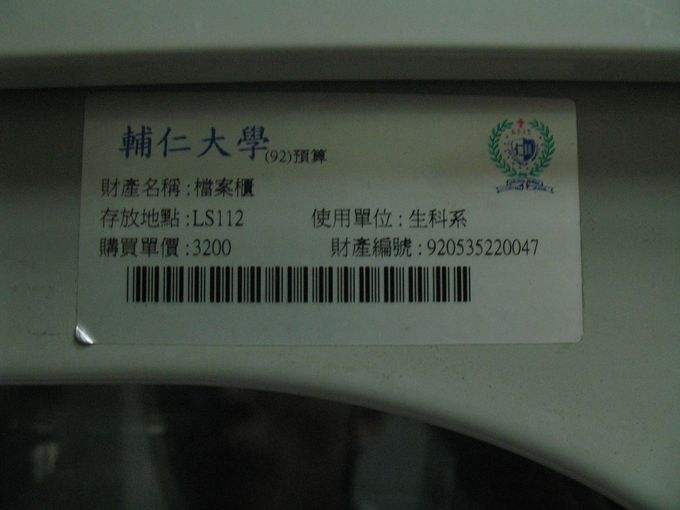 輔仁大學(92)預算
財產名稱:檔案櫃
存放地點:LS112 使用單位:生科系
購買單價:3200 財產編號:920535220047